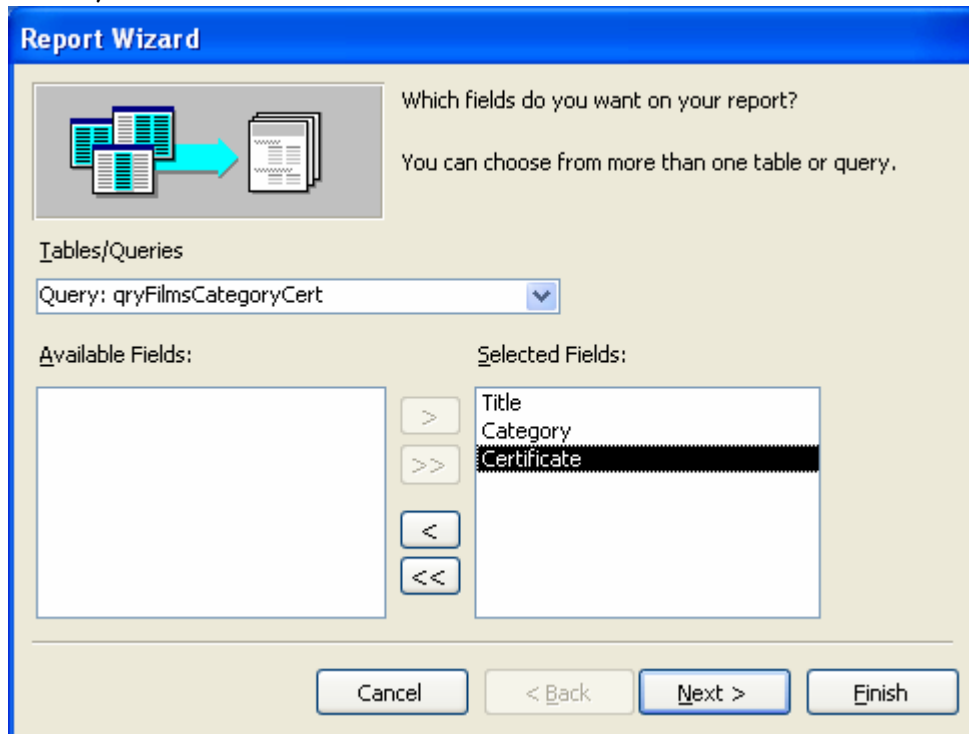 Report Wizard
Which fields do you want on your report?
You can choose from more than one table or query.
Tables/Queries
Query: qryFilmsCategoryCert
Available Fields:
Selected Fields:
Title
Category
Certificate
>
>>
<
<<
Cancel
< Back
Next >
Finish